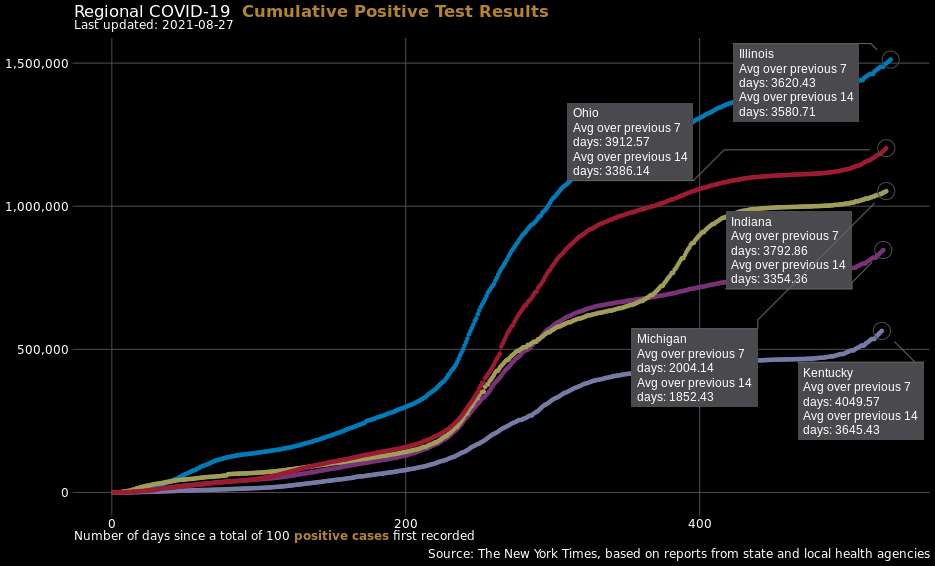 Regional COVID-19 Cumulative Positive Test Results
Last updated: 2021-08-27
1,500,000
1,000,000
500,000
0
Illinois
Avg over previous 7
days: 3620.43
Avg over previous 14
days: 3580.71
Ohio
Avg over previous 7
days: 3912.57
Avg over previous 14
days: 3386.14
Indiana
Avg over previous 7
days: 3792.86
Avg over previous 14
days: 3354.36
Michigan
Avg over previous 7
days: 2004.14
Avg over previous 14
days: 1852.43
Kentucky
Avg over previous 7
days: 4049.57
Avg over previous 14
days: 3645.43
0 200 400
Number of days since a total of 100 positive cases first recorded
Source: The New York Times, based on reports from state and local health agencies